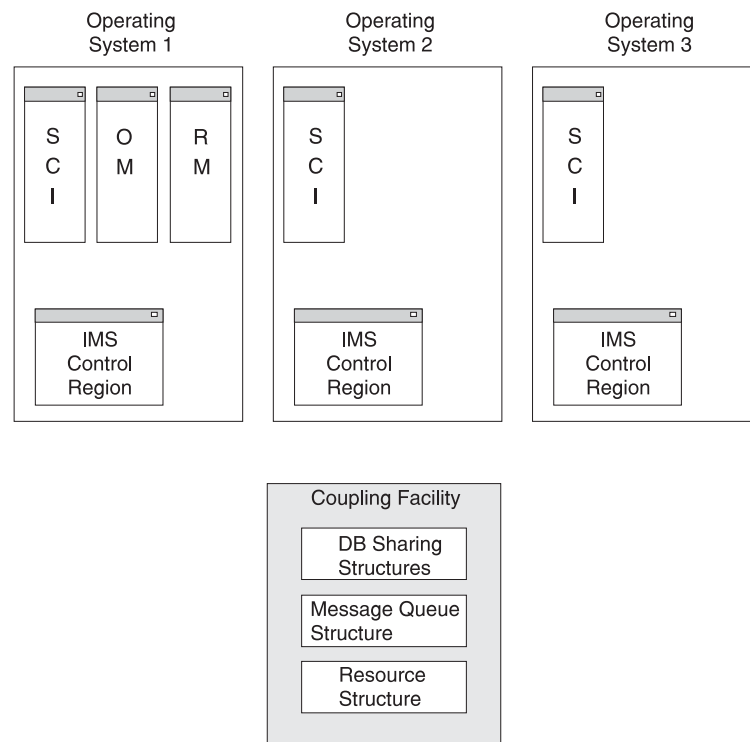 Operating
System 1
Operating
System 2
Operating
System 3
S
C
I
O
M
R
M
S
C
I
S
C
I
IMS
Control
Region
IMS
Control
Region
IMS
Control
Region
Coupling Facility
DB Sharing
Structures
Message Queue
Structure
Resource
Structure